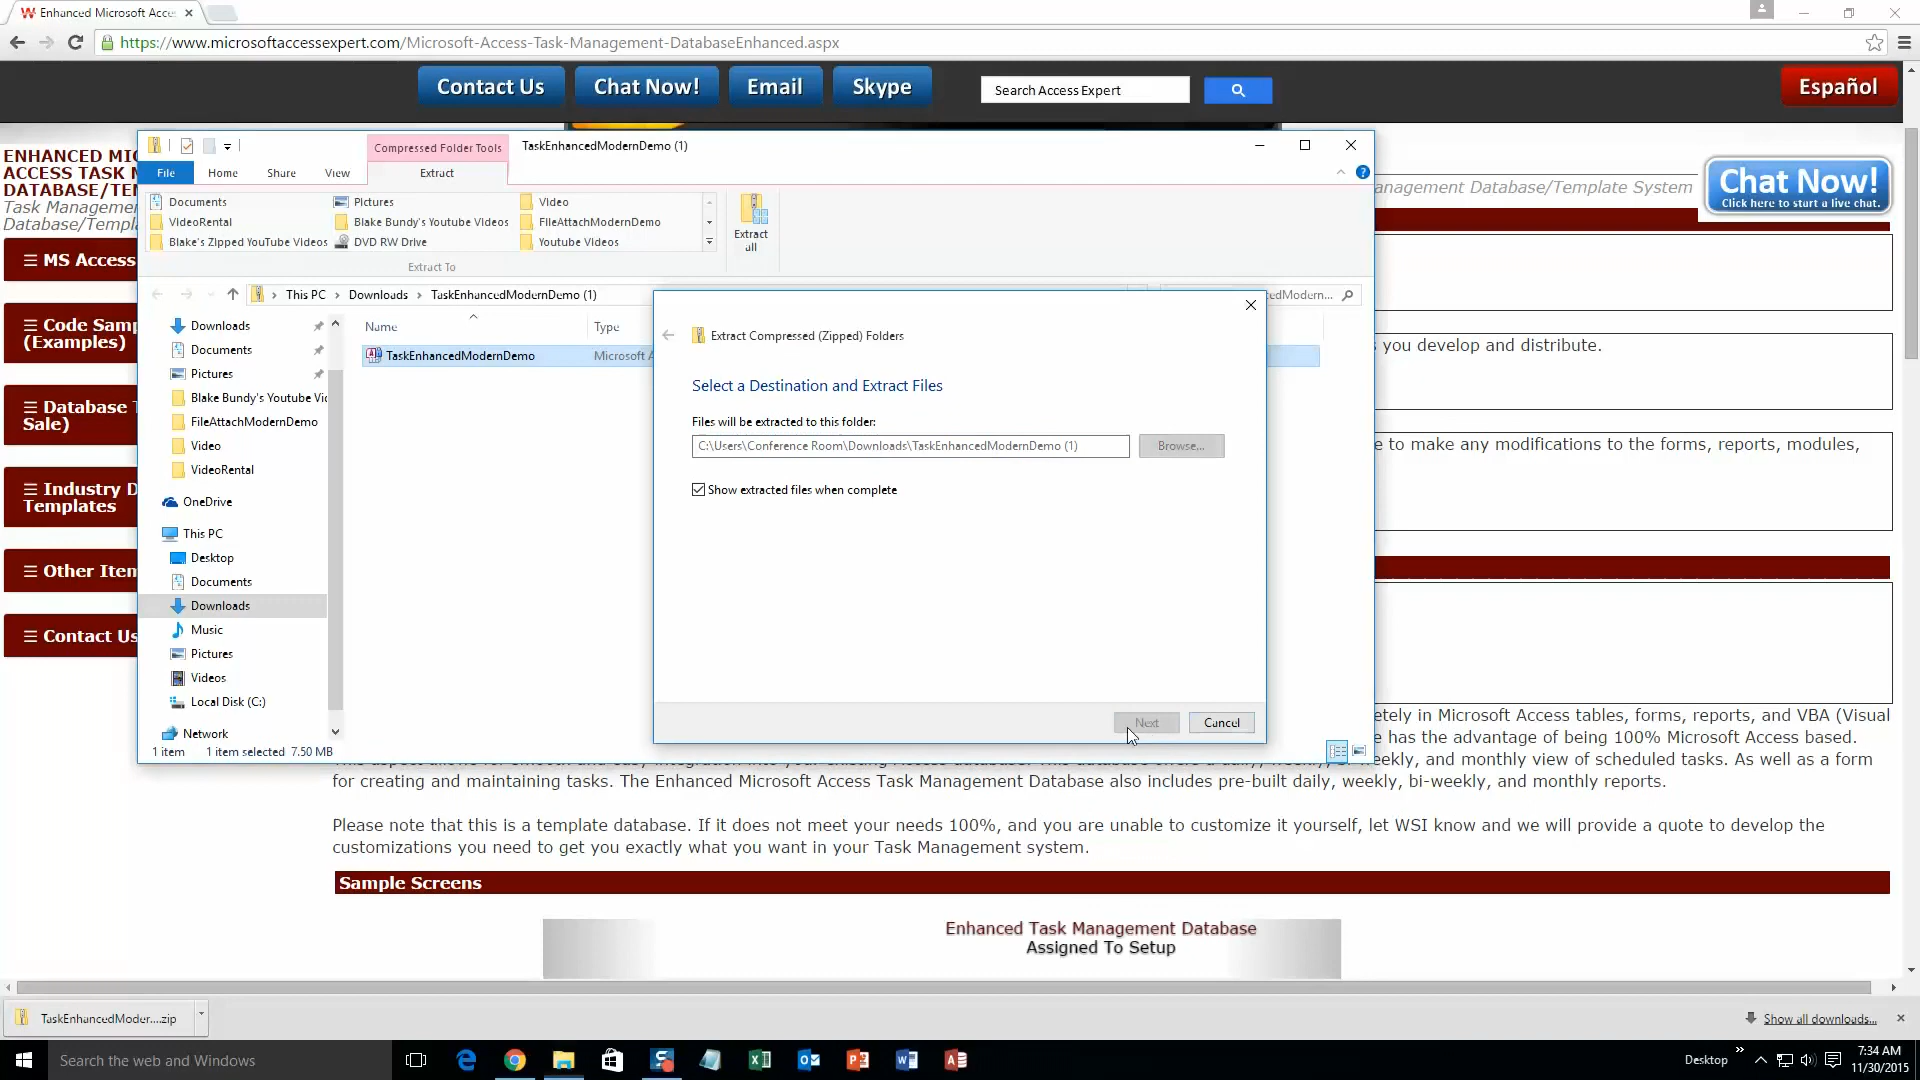 Enhanced Microsoft Acce
https://www.microsoftaccessexpert.com/Microsoft-Access-Task-Management-DatabaseEnhanced.aspx
Contact Us
Chat Now!
Email
Skype
Search Access Expert
Español
ENHANCED MI
ACCESS TASK
DATABASE/TE
Task Manageme
Database/Templ
anagement Database/Template System
Chat Now!
Click here to start a live chat.
☰ MS Access
☰ Code Sam
(Examples)
☰ Database
Sale)
☰ Industry D
Templates
☰ Other Iten
☰ Contact Us
Compressed Folder Tools
TaskEnhancedModernDemo (1)
File
Home
Share
View
Extract
Documents
Pictures
Video
VideoRental
Blake Bundy's Youtube Videos
FileAttachModernDemo
Blake's Zipped YouTube Videos
DVD RW Drive
Youtube Videos
Extract To
Extract
all
This PC > Downloads > TaskEnhancedModernDemo (1)
edModern...
Downloads
Documents
Pictures
Blake Bundy's Youtube Vi
FileAttachModernDemo
Video
VideoRental
OneDrive
This PC
Desktop
Documents
Downloads
Music
Pictures
Videos
Local Disk (C:)
Network
Name
Type
TaskEnhancedModernDemo
Microsoft A
1 item
1 item selected 7.50 MB
Extract Compressed (Zipped) Folders
Select a Destination and Extract Files
Files will be extracted to this folder:
C:\Users\Conference Room\Downloads\TaskEnhancedModernDemo (1)
Browse...
Show extracted files when complete
Next
Cancel
s you develop and distribute.
e to make any modifications to the forms, reports, modules,
etely in Microsoft Access tables, forms, reports, and VBA (Visual
e has the advantage of being 100% Microsoft Access based.
ekly, and monthly view of scheduled tasks. As well as a form
for creating and maintaining tasks. The Enhanced Microsoft Access Task Management Database also includes pre-built daily, weekly, bi-weekly, and monthly reports.
Please note that this is a template database. If it does not meet your needs 100%, and you are unable to customize it yourself, let WSI know and we will provide a quote to develop the
customizations you need to get you exactly what you want in your Task Management system.
Sample Screens
Enhanced Task Management Database
Assigned To Setup
TaskEnhancedModer....zip
Show all downloads...
Search the web and Windows
Desktop
7:34 AM
11/30/2015